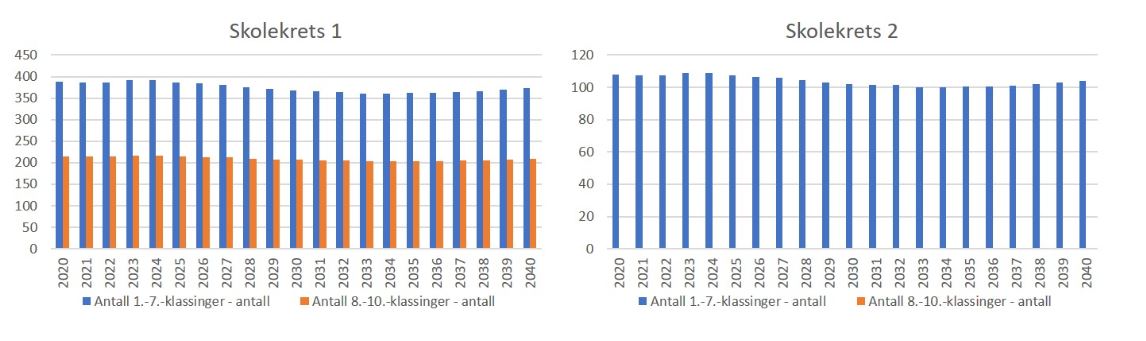 Skolekrets 1
450
400
350
300
250
200
150
100
50
0
2020 2021 2022 2023 2024 2025 2026 2027 2028 2029 2030 2031 2032 2033 2034 2035 2036 2037 2038 2039 2040
Antall 1.-7.-klassinger - antall Antall 8.-10.-klassinger - antall
Skolekrets 2
120
100
80
60
40
20
0
2020 2021 2022 2023 2024 2025 2026 2027 2028 2029 2030 2031 2032 2033 2034 2035 2036 2037 2038 2039 2040
Antall 1.-7.-klassinger - antall Antall 8.-10.-klassinger - antall